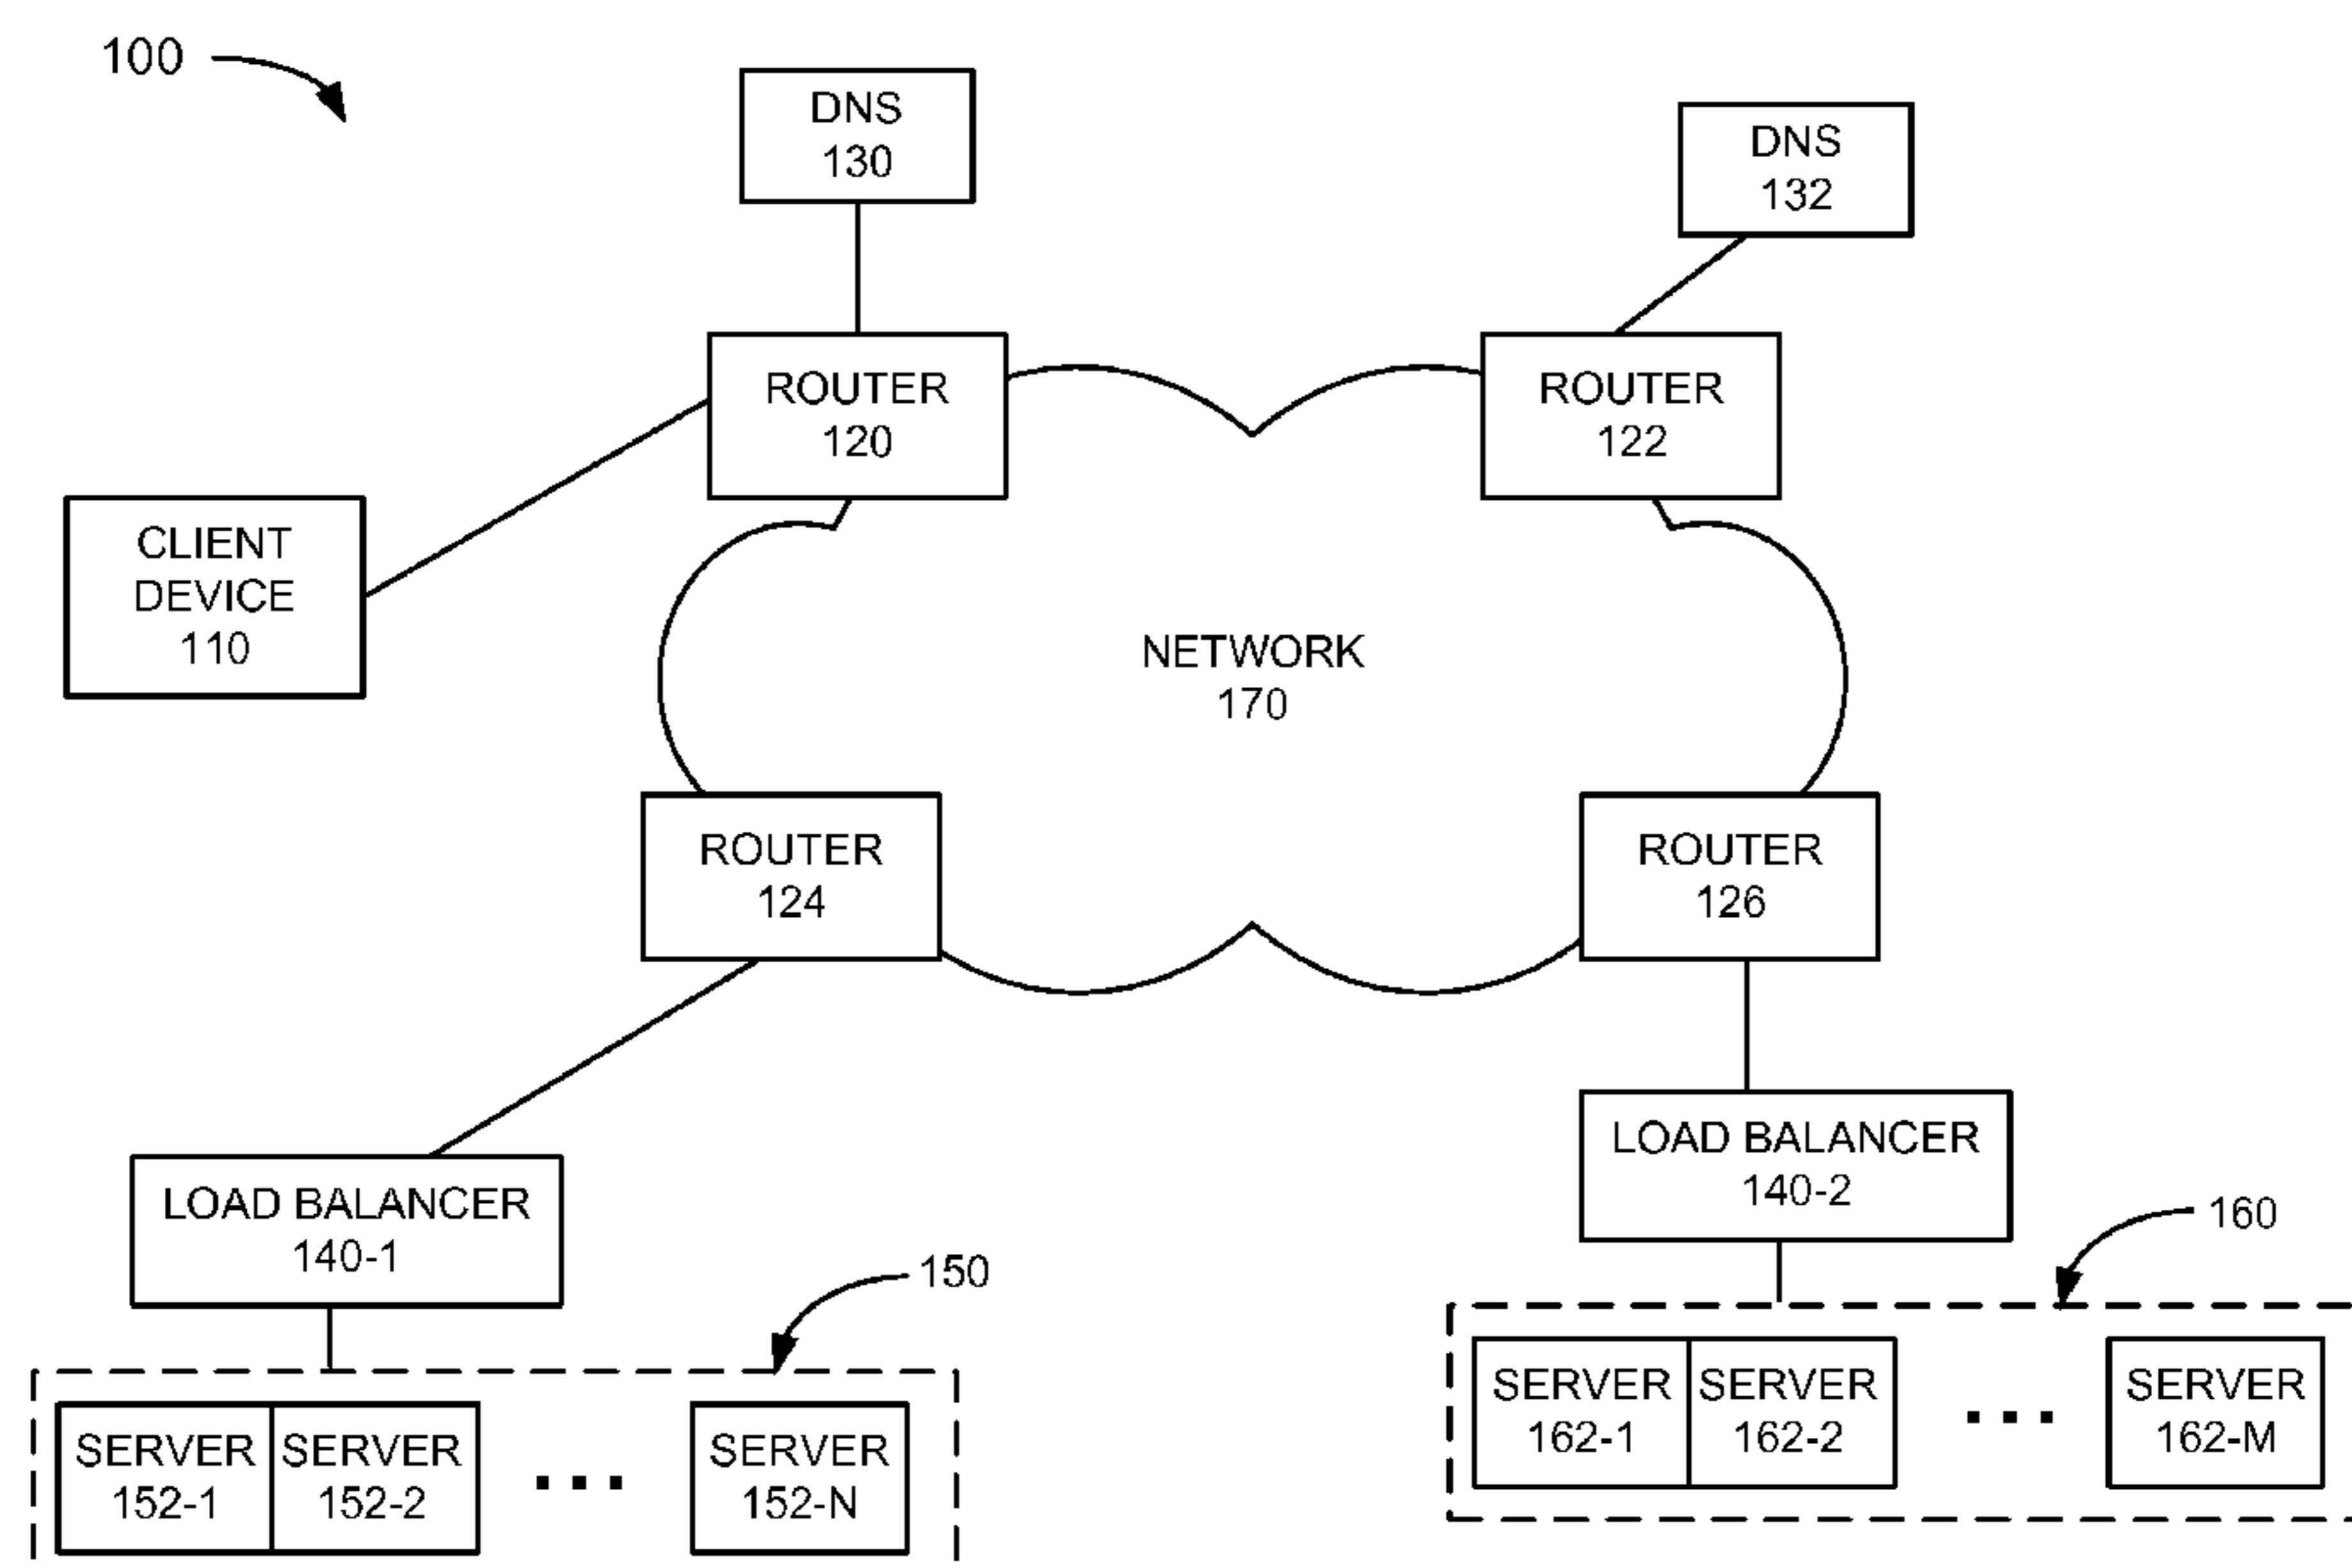 100
DNS
130
DNS
132
ROUTER
120
ROUTER
122
CLIENT
DEVICE
110
NETWORK
170
ROUTER
124
ROUTER
126
LOAD BALANCER
140-1
LOAD BALANCER
140-2
150
160
SERVER
152-1
SERVER
152-2
SERVER
152-N
SERVER
162-1
SERVER
162-2
SERVER
162-M